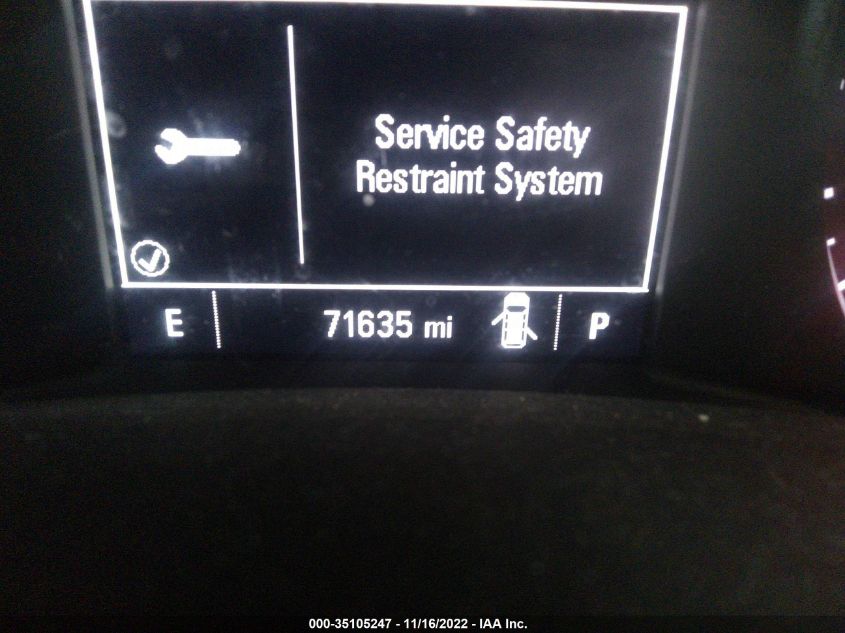 Service Safety
Restraint System
E 71635 mi P
000-35105247 - 11/16/2022 - IAA Inc.